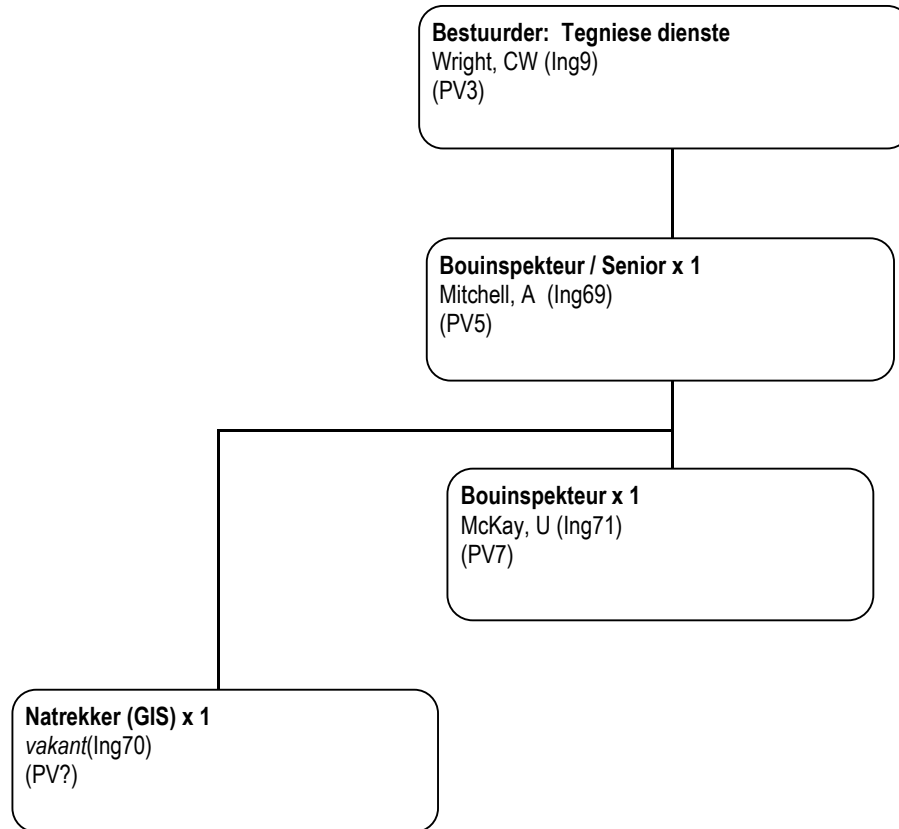 Bestuurder:  Tegniese dienste
Wright, CW (Ing9)
(PV3)
Bouinspekteur / Senior x 1
Mitchell, A  (Ing69)
(PV5)
Bouinspekteur x 1
McKay, U (Ing71)
(PV7)
Natrekker (GIS) x 1
vakant(Ing70)
(PV?)